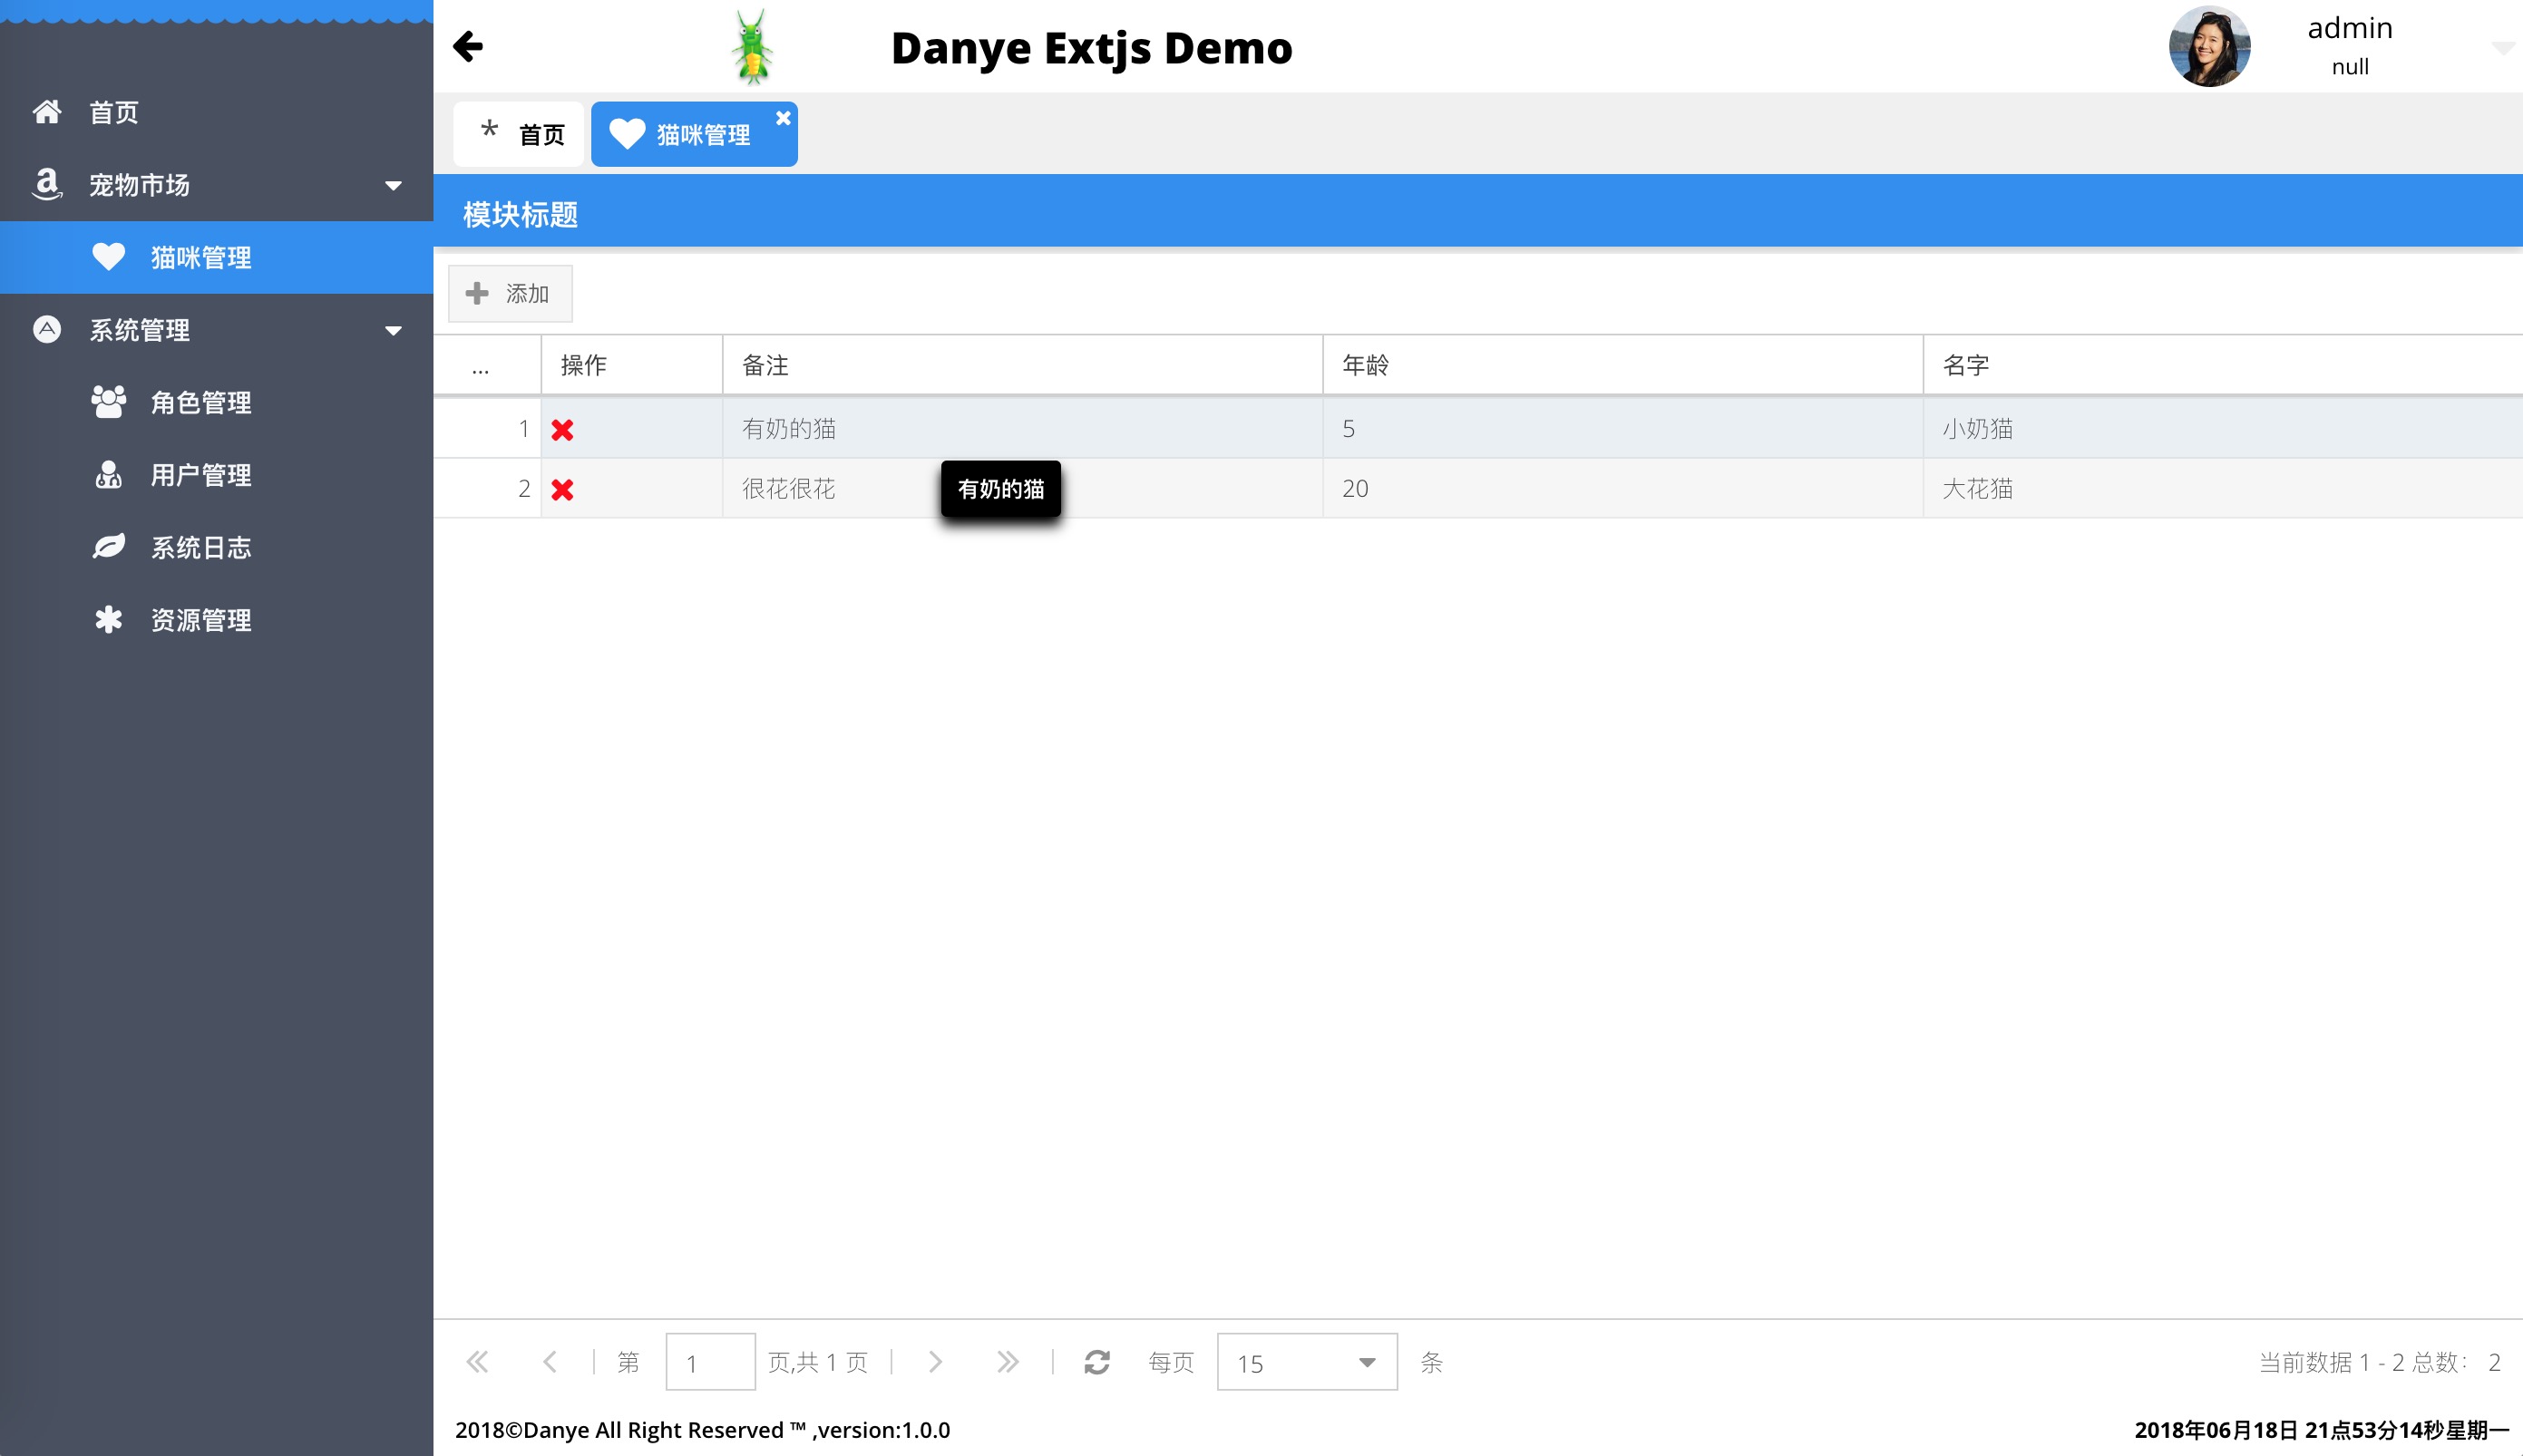 Danye Extjs Demo
admin
null
首页
宠物市场
猫咪管理
系统管理
角色管理
用户管理
系统日志
资源管理
* 首页
猫咪管理
模块标题
添加
... 操作 备注 年龄 名字
1 有奶的猫 5 小奶猫
2 很花很花 20 大花猫
有奶的猫
第 1 页,共 1 页 每页 15 条 当前数据 1 - 2 总数： 2
2018©Danye All Right Reserved ™ ,version:1.0.0 2018年06月18日 21点53分14秒星期一